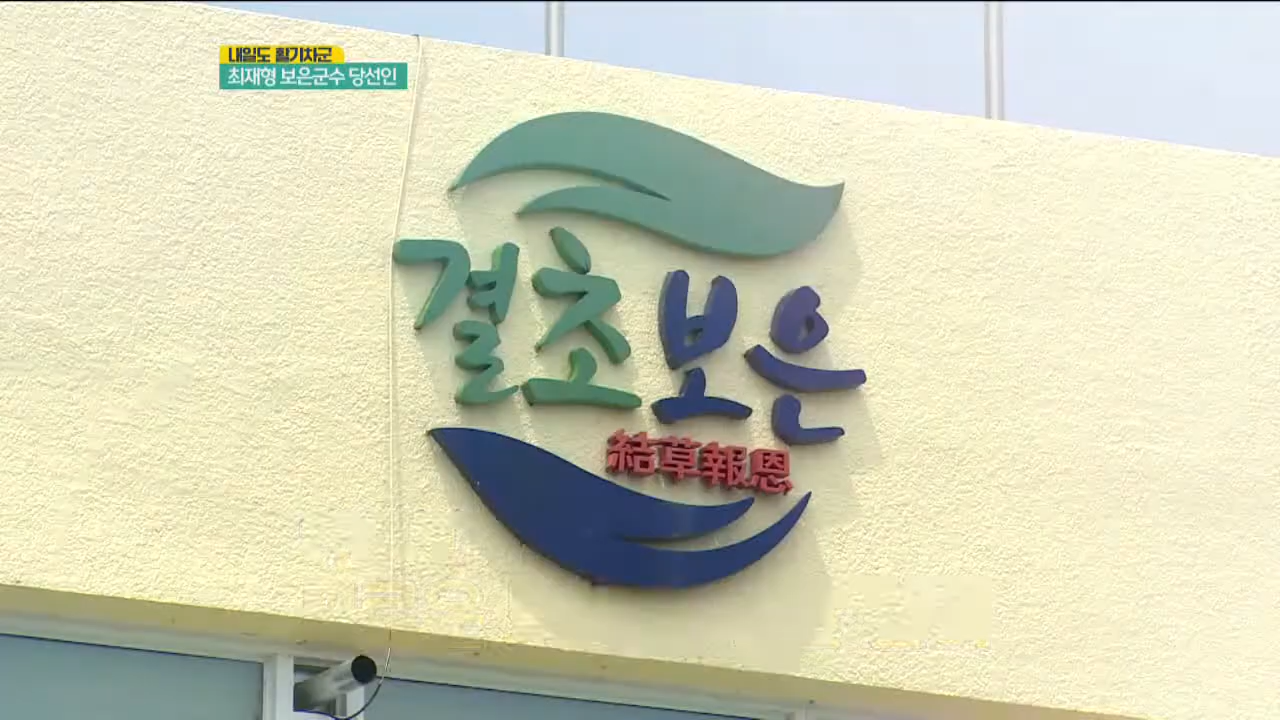 내일도 활기차군
최재형 보은군수 당선인
결초보은
結草報恩